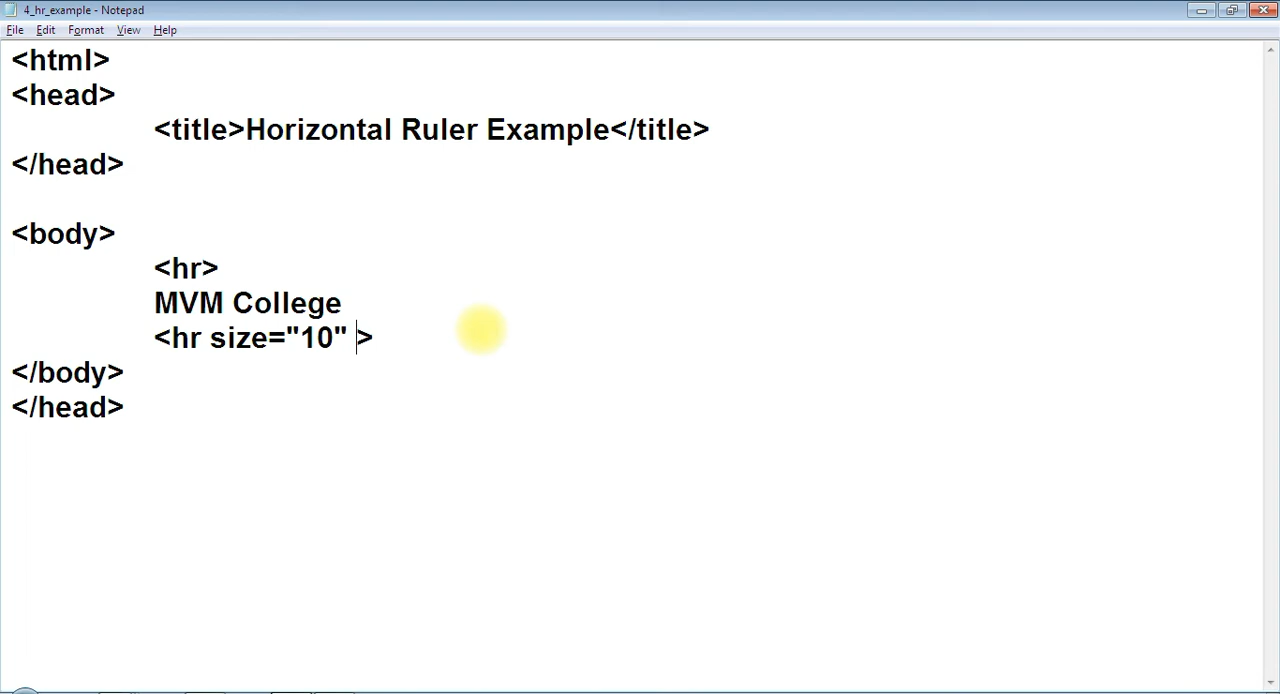 4_hr_example - Notepad
File Edit Format View Help
<html>
<head>
<title>Horizontal Ruler Example</title>
</head>
<body>
<hr>
MVM College
<hr size="10" >
</body>
</head>